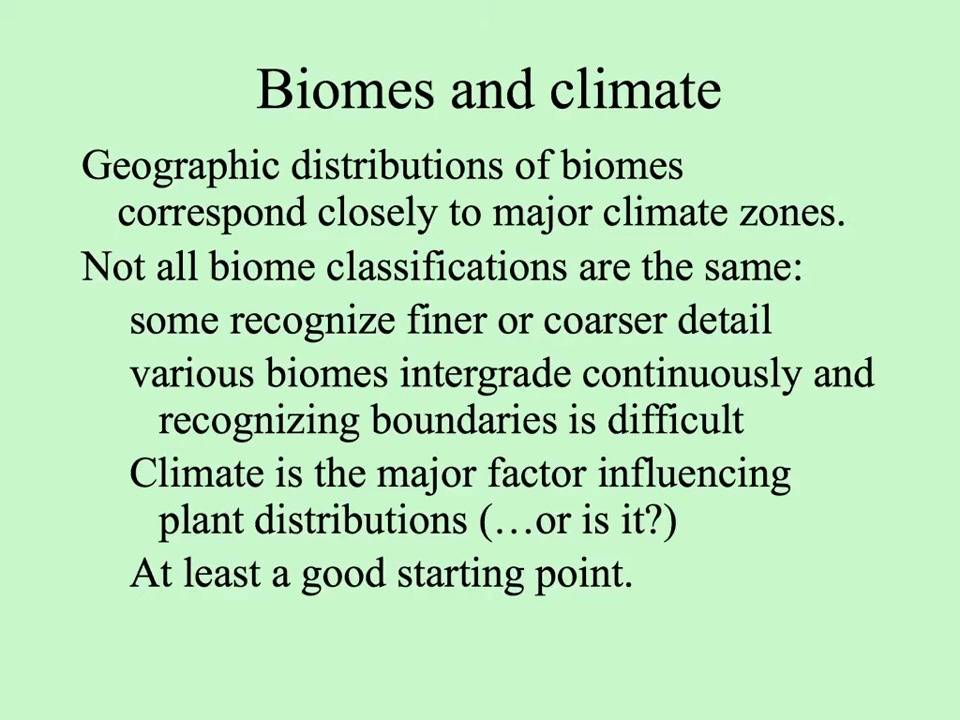 Biomes and climate
Geographic distributions of biomes
correspond closely to major climate zones.
Not all biome classifications are the same:
some recognize finer or coarser detail
various biomes intergrade continuously and
recognizing boundaries is difficult
Climate is the major factor influencing
plant distributions (…or is it?)
At least a good starting point.